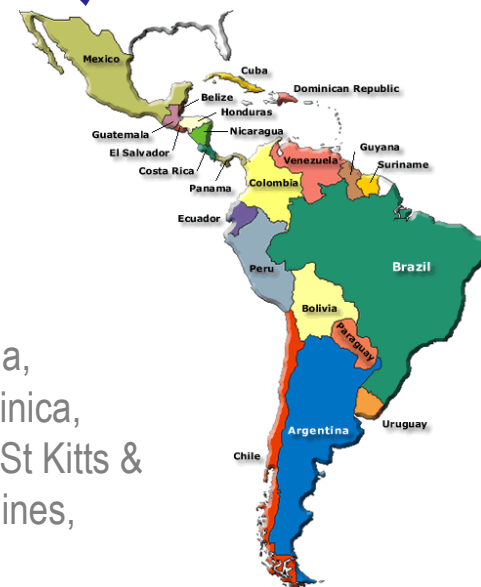 Mexico
Cuba
Dominican Republic
Belize
Honduras
Guatemala
Nicaragua
El Salvador
Costa Rica
Panama
Guyana
Venezuela
Suriname
Colombia
Ecuador
Peru
Brazil
Bolivia
Paraguay
Uruguay
Argentina
Chile
a,
inica,
St Kitts &
ines,